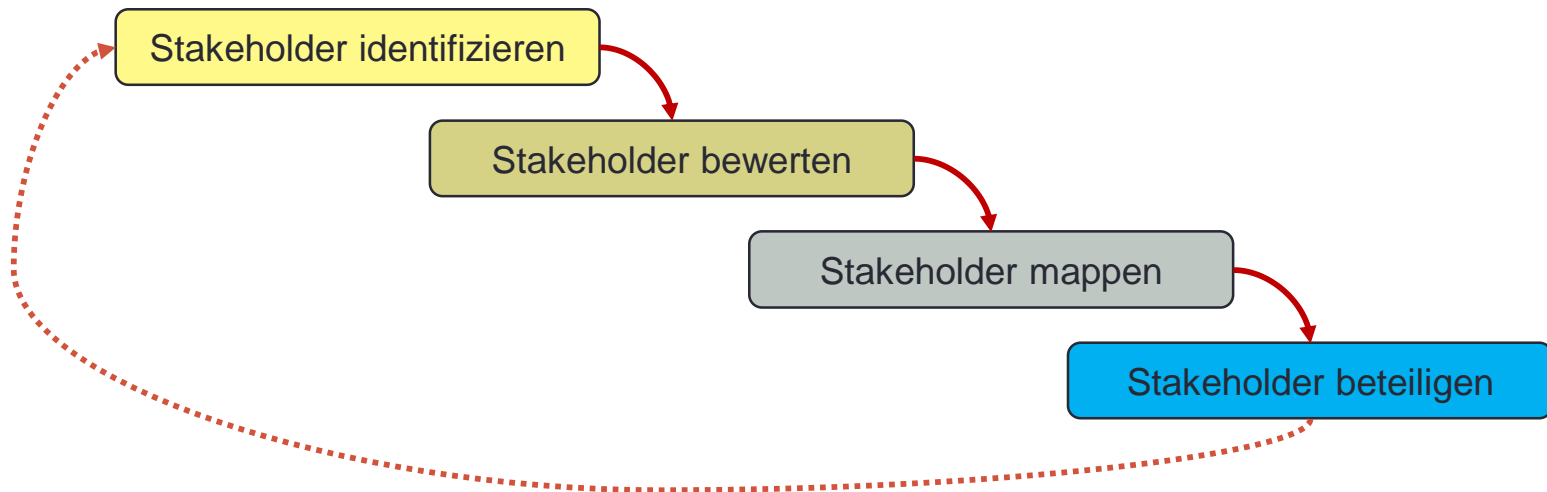 Stakeholder identifizieren
Stakeholder bewerten
Stakeholder mappen
Stakeholder beteiligen